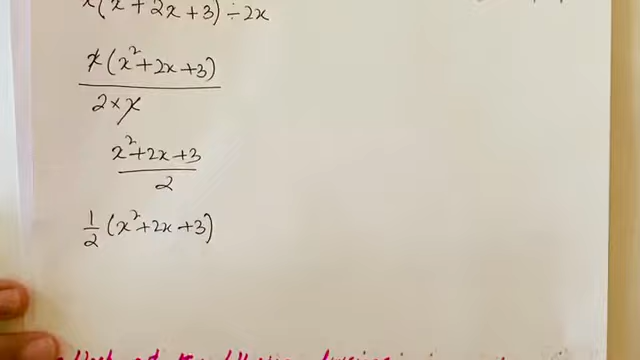 x(x² + 2x + 3) ÷ 2x
x(x² + 2x + 3)
2 × x
x² + 2x + 3
2
1/2 (x² + 2x + 3)